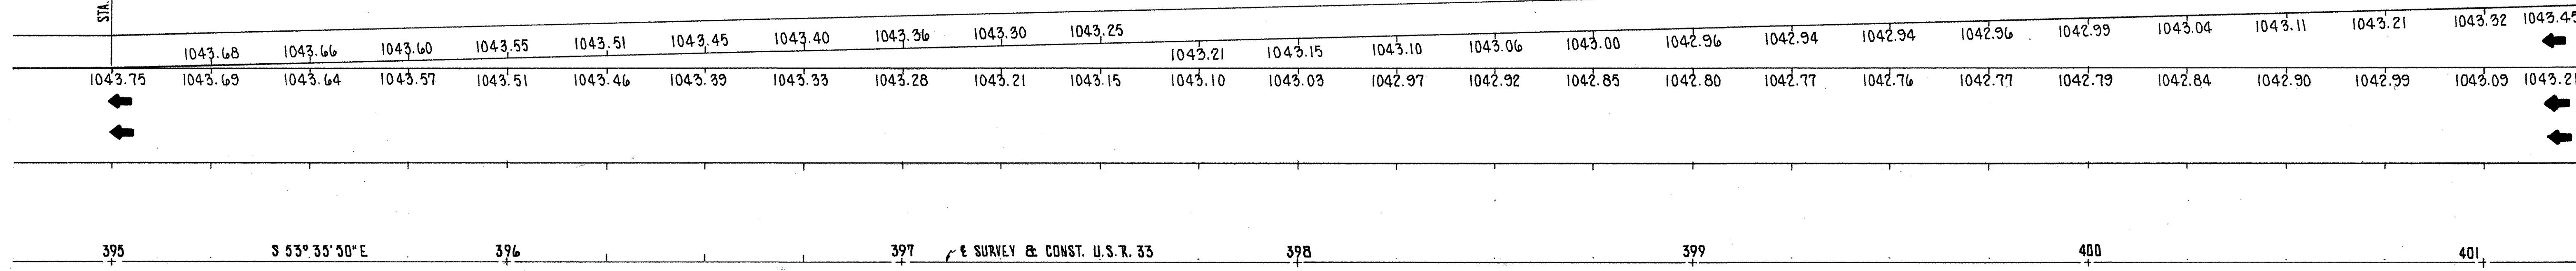 STA.
1043.68 1043.66 1043.60 1043.55 1043.51 1043.45 1043.40 1043.36 1043.30 1043.25 1043.21 1043.15 1043.10 1043.06 1043.00 1042.96 1042.94 1042.94 1042.96 1042.99 1043.04 1043.11 1043.21 1043.32 1043.45
1043.75 1043.69 1043.64 1043.57 1043.51 1043.46 1043.39 1043.33 1043.28 1043.21 1043.15 1043.10 1043.03 1042.97 1042.92 1042.85 1042.80 1042.77 1042.76 1042.77 1042.79 1042.84 1042.90 1042.99 1043.09 1043.21
395 S 53° 35' 50" E 396 397 ℄ SURVEY & CONST. U.S.R. 33 398 399 400 401